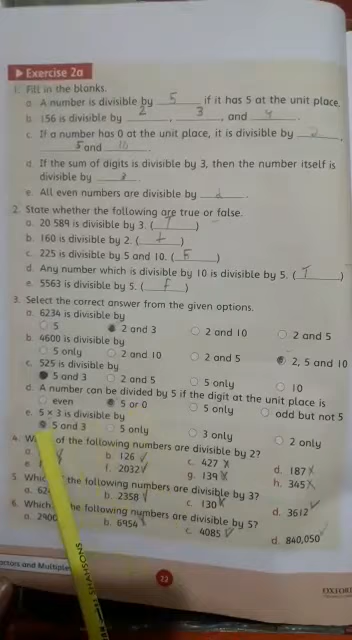 Exercise 2a
1. Fill in the blanks.
a. A number is divisible by 5 if it has 5 at the unit place.
b. 156 is divisible by 2, 3 and 4.
c. If a number has 0 at the unit place, it is divisible by 2,
5 and 10.
d. If the sum of digits is divisible by 3, then the number itself is
divisible by 3.
e. All even numbers are divisible by 2.
2. State whether the following are true or false.
a. 20 589 is divisible by 3. (T)
b. 160 is divisible by 2. (t)
c. 225 is divisible by 5 and 10. (F)
d. Any number which is divisible by 10 is divisible by 5. (T)
e. 5563 is divisible by 5. (f)
3. Select the correct answer from the given options.
a. 6234 is divisible by
5 2 and 3 2 and 10 2 and 5
b. 4600 is divisible by
5 only 2 and 10 2 and 5 2, 5 and 10
c. 525 is divisible by
5 and 3 2 and 5 5 only 10
d. A number can be divided by 5 if the digit at the unit place is
even 5 or 0 5 only odd but not 5
e. 5 × 3 is divisible by
5 and 3 5 only 3 only 2 only
4. of the following numbers are divisible by 2?
a. b. 126 ✓ c. 427 X d. 187 X
e. f. 2032 ✓ g. 139 X h. 345 X
5. the following numbers are divisible by 3?
a. b. 2358 ✓ c. 130 X d. 3612 ✓
6. the following numbers are divisible by 5?
a. 2900 b. 6954 c. 4085 ✓ d. 840,050 ✓
actors and Multiple
22
OXFOR